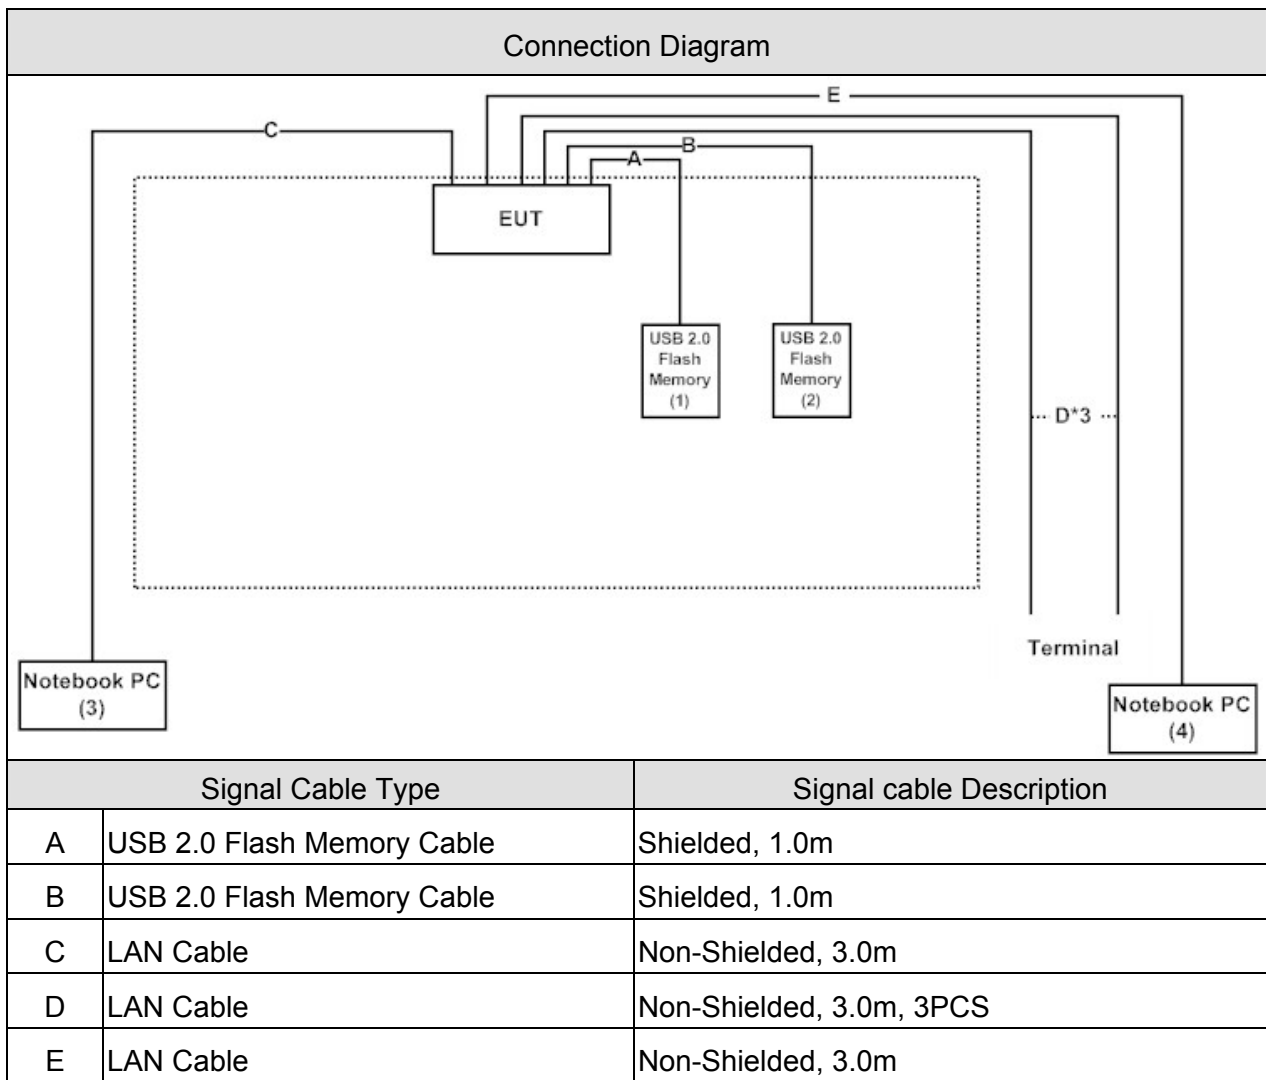 Connection Diagram
E
C
B
A
EUT
USB 2.0
Flash
Memory
(1)
USB 2.0
Flash
Memory
(2)
... D*3 ...
Terminal
Notebook PC
(3)
Notebook PC
(4)
Signal Cable Type Signal cable Description
A USB 2.0 Flash Memory Cable Shielded, 1.0m
B USB 2.0 Flash Memory Cable Shielded, 1.0m
C LAN Cable Non-Shielded, 3.0m
D LAN Cable Non-Shielded, 3.0m, 3PCS
E LAN Cable Non-Shielded, 3.0m